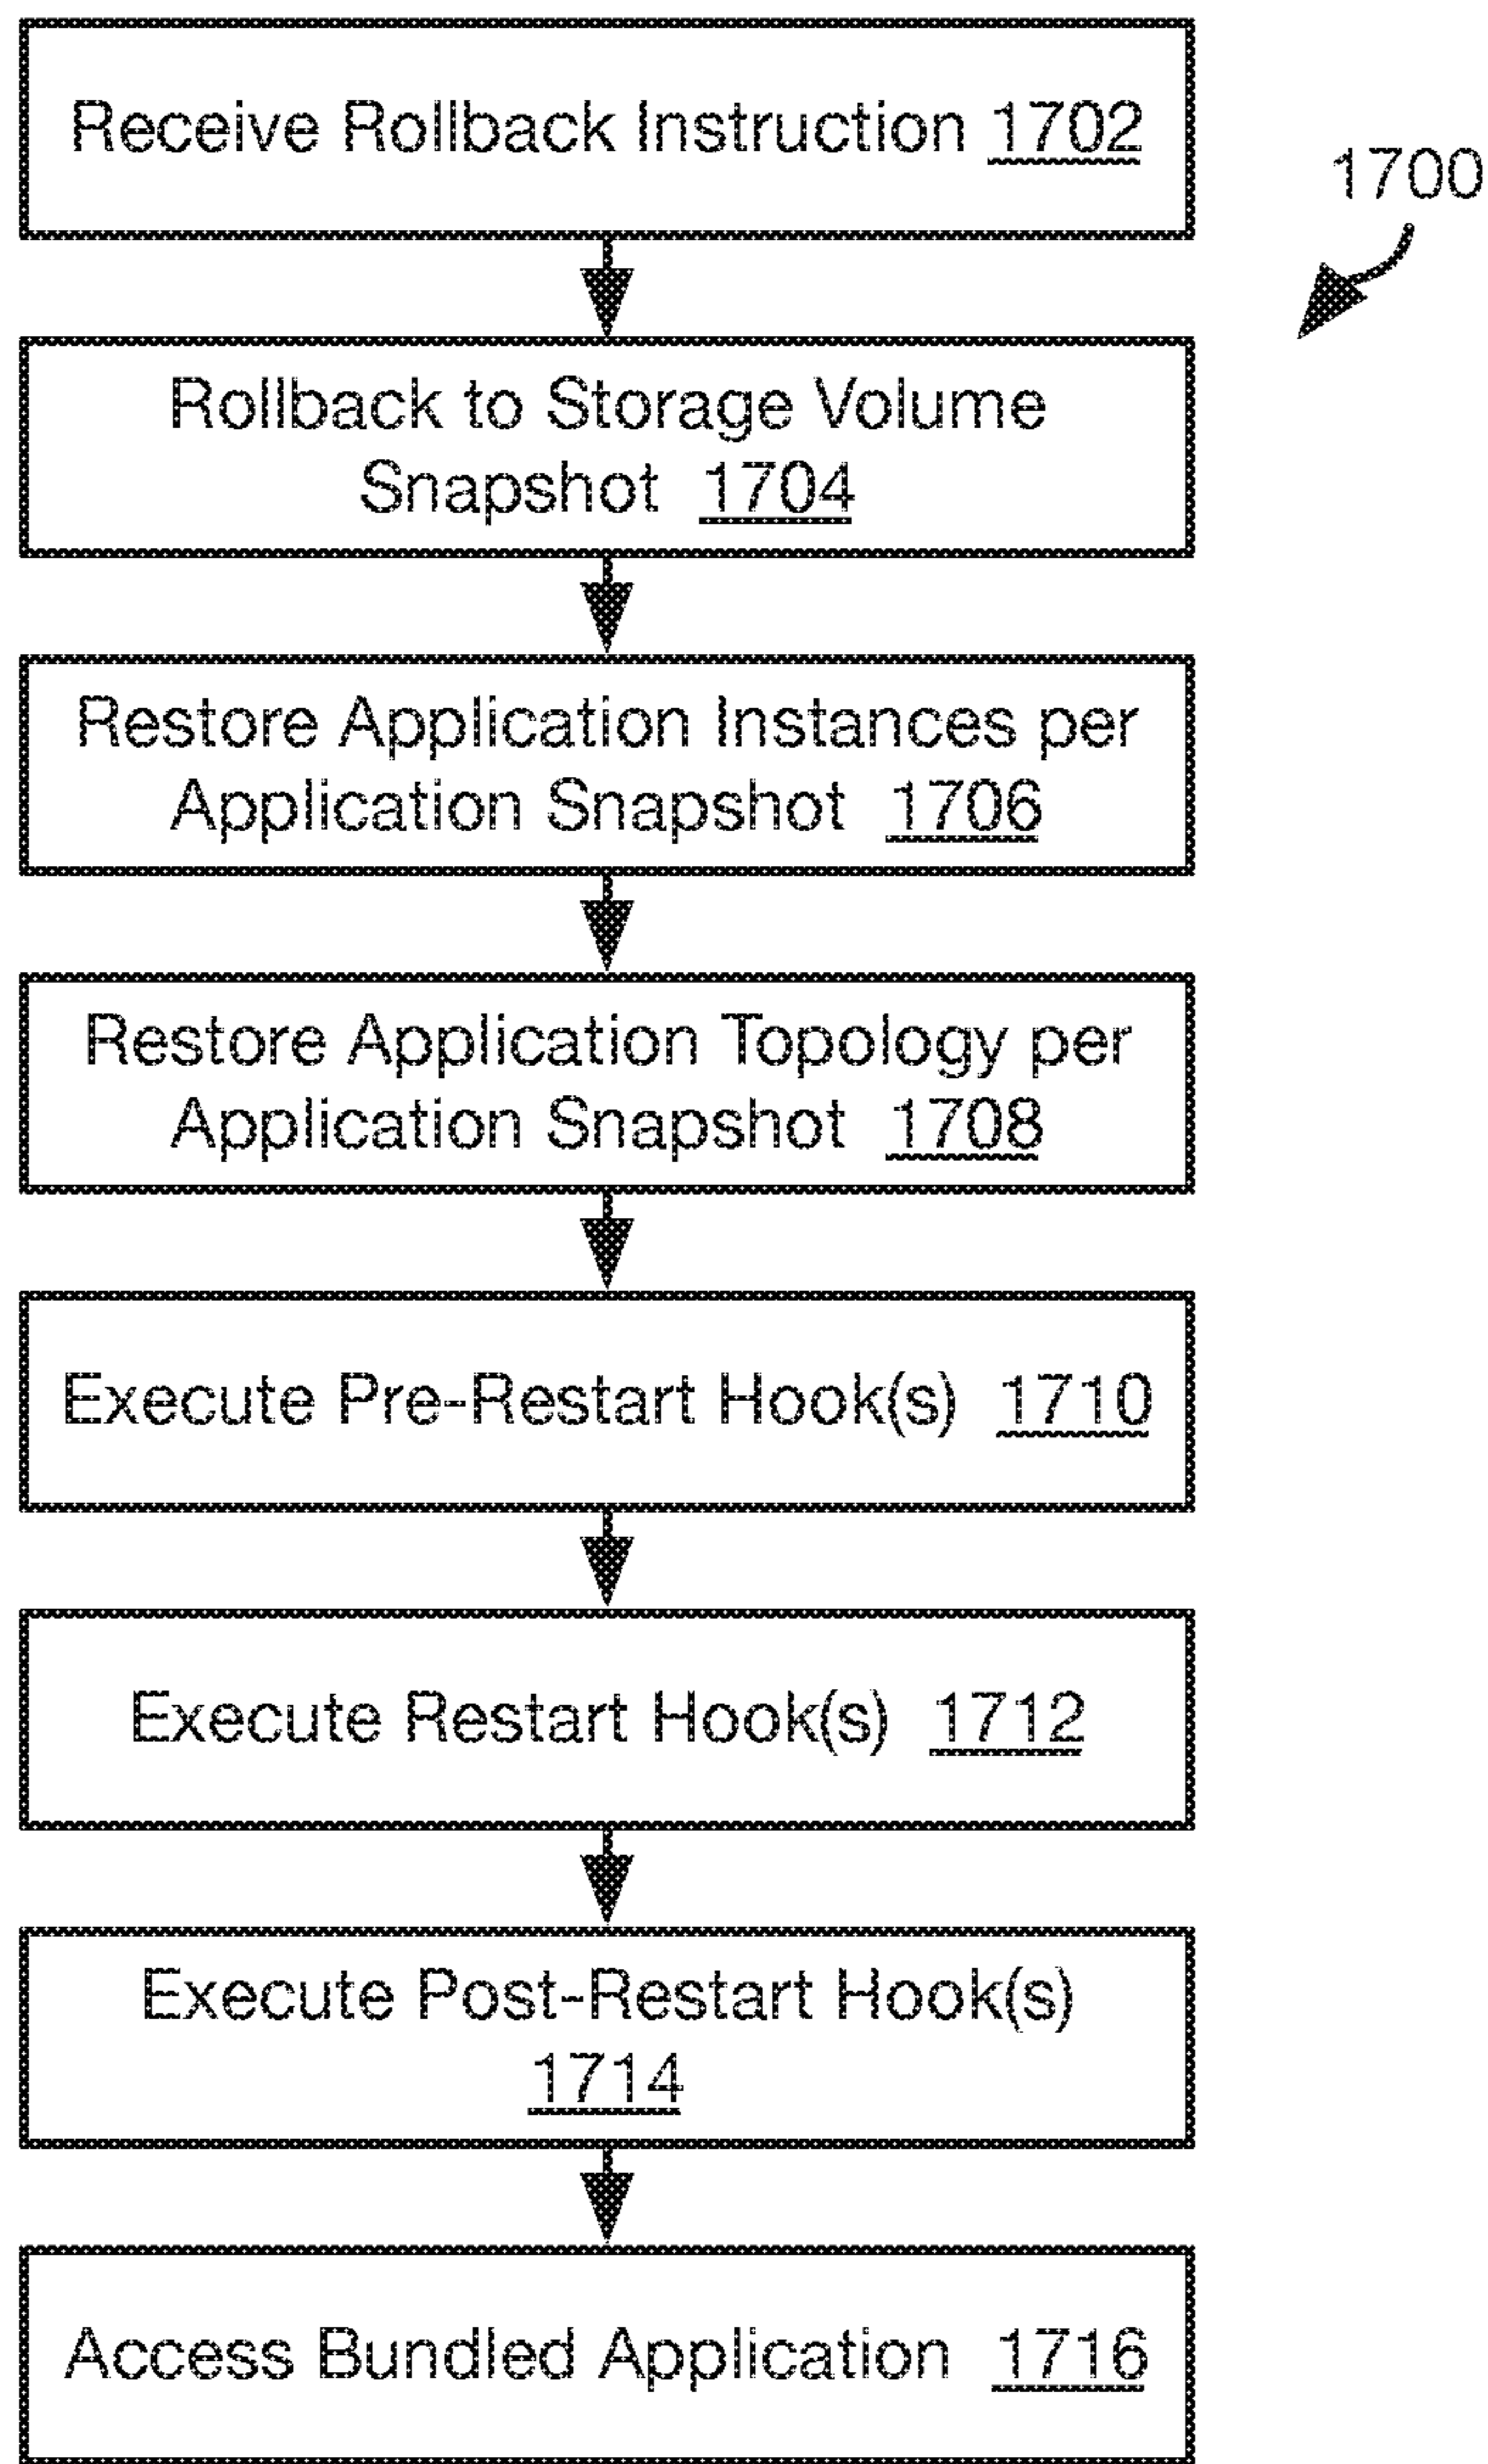 Receive Rollback Instruction 1702
1700
Rollback to Storage Volume
Snapshot 1704
Restore Application Instances per
Application Snapshot 1706
Restore Application Topology per
Application Snapshot 1708
Execute Pre-Restart Hook(s) 1710
Execute Restart Hook(s) 1712
Execute Post-Restart Hook(s)
1714
Access Bundled Application 1716